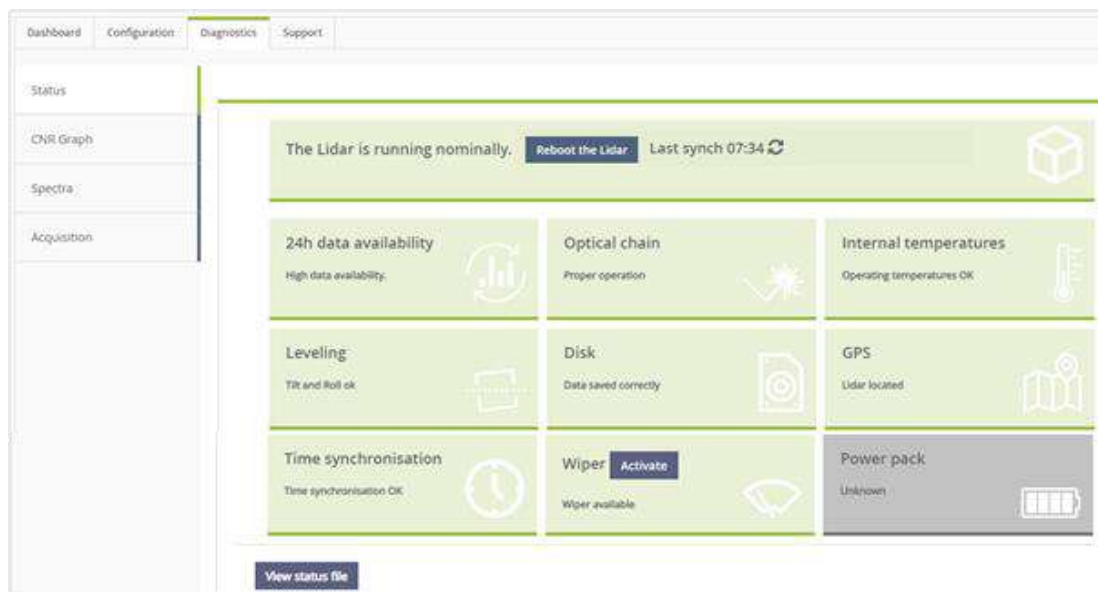 Dashboard Configuration Diagnostics Support
Status
CNR Graph
Spectra
Acquisition
The Lidar is running nominally. Reboot the Lidar Last synch 07:34
24h data availability
High data availability.
Optical chain
Proper operation
Internal temperatures
Operating temperatures OK
Leveling
Tilt and Roll ok
Disk
Data saved correctly
GPS
Lidar located
Time synchronisation
Time synchronisation OK
Wiper Activate
Wiper available
Power pack
Unknown
View status file